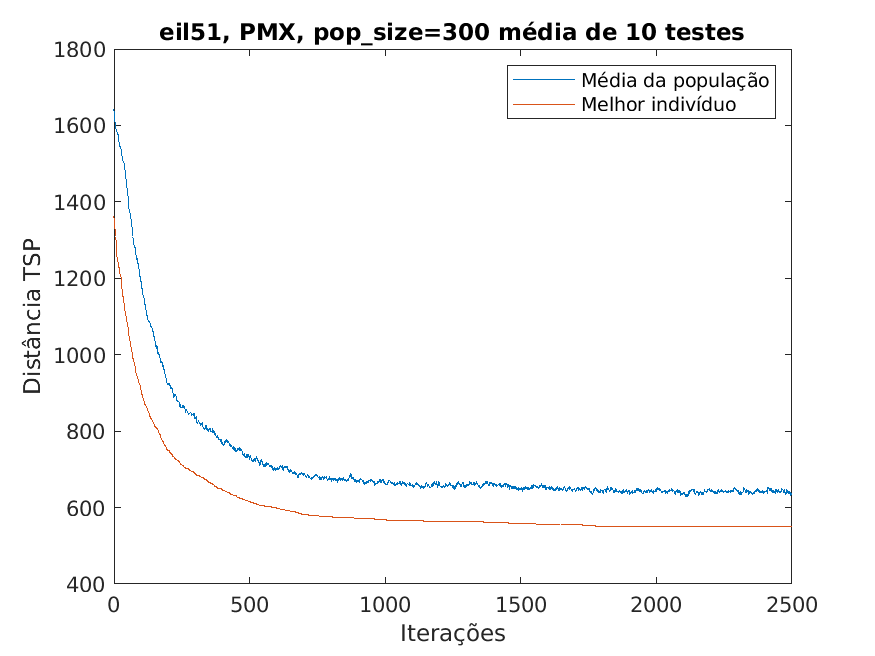 eil51, PMX, pop_size=300 média de 10 testes
Média da população
Melhor indivíduo
Distância TSP
1800
1600
1400
1200
1000
800
600
400
0 500 1000 1500 2000 2500
Iterações